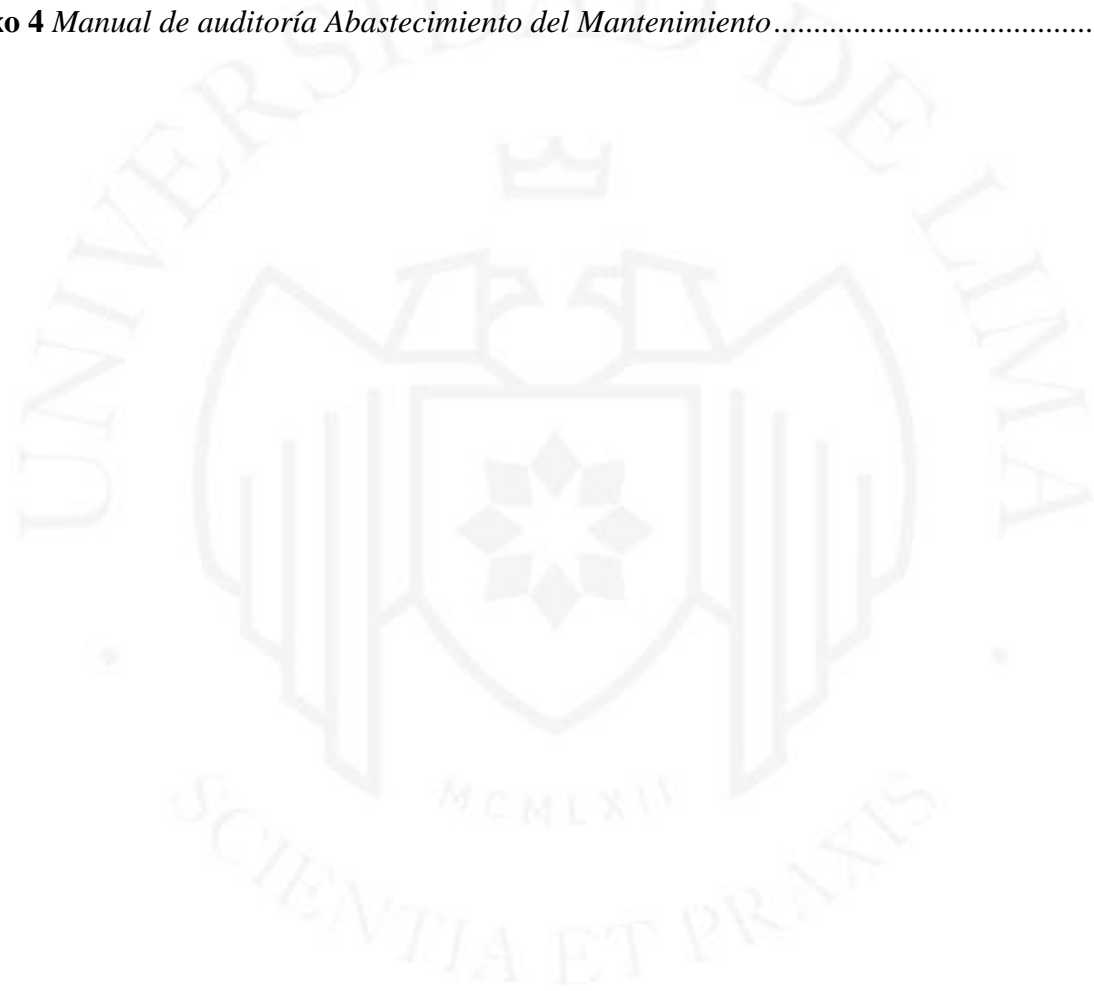 xo 4 Manual de auditoría Abastecimiento del Mantenimiento....................................
UNIVERSIDAD DE LIMA
MCMLXII
SCIENTIA ET PRAXIS